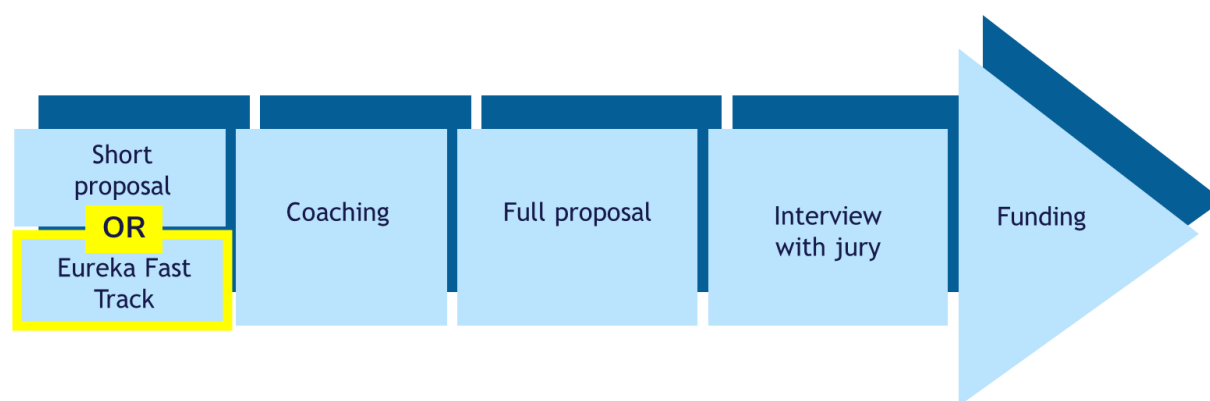 Short
proposal
OR
Eureka Fast
Track
Coaching
Full proposal
Interview
with jury
Funding